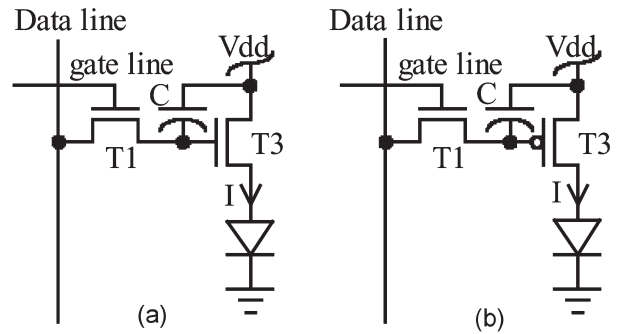 Data line
Vdd
gate line
C
T1
T3
I
(a)
Data line
Vdd
gate line
C
T1
T3
I
(b)